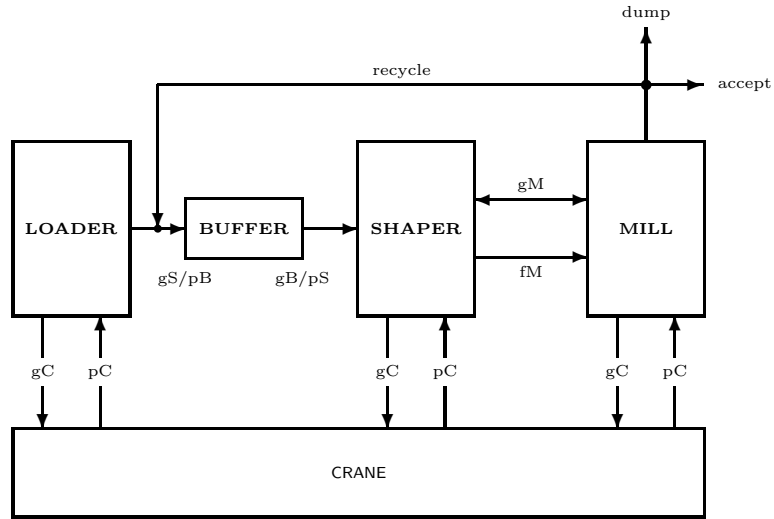 dump
recycle
accept
gM
LOADER
BUFFER
SHAPER
MILL
gS/pB
gB/pS
fM
gC
pC
gC
pC
gC
pC
CRANE